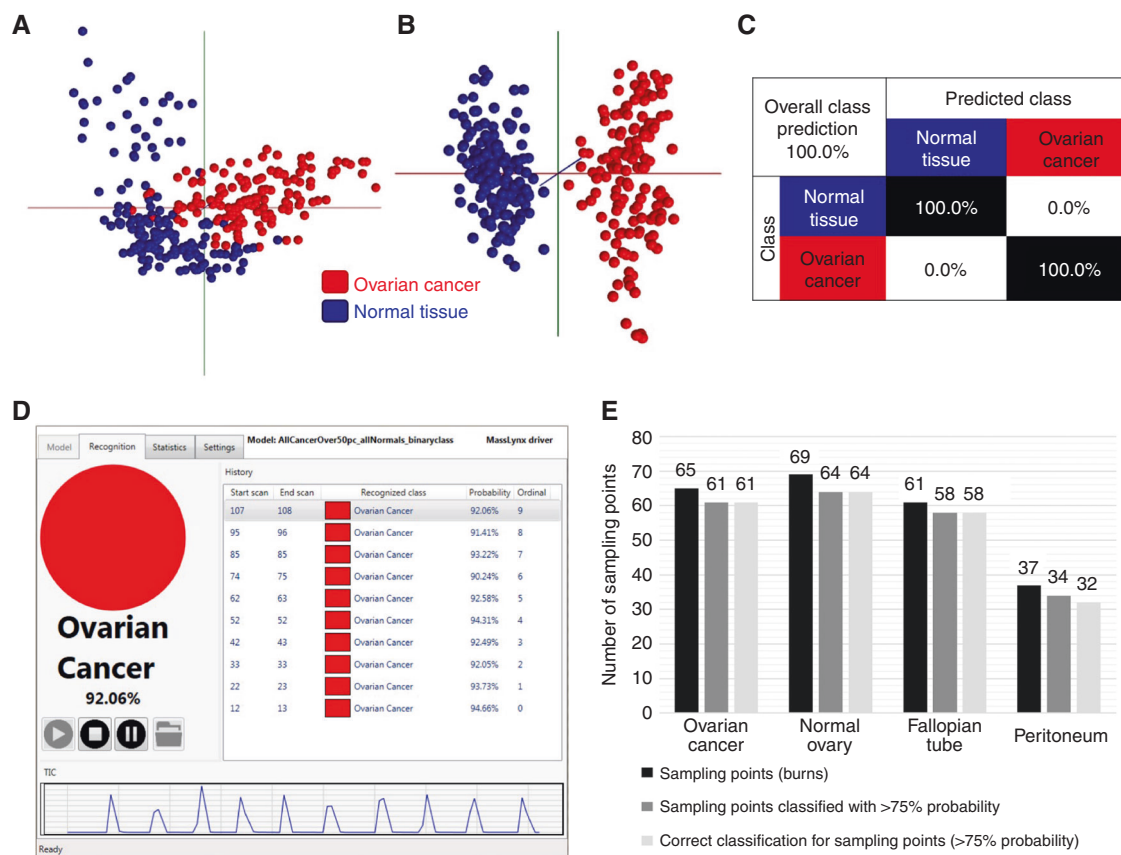 A
B
Ovarian cancer
Normal tissue
C
Overall class prediction 100.0%
Predicted class
Normal tissue
Ovarian cancer
Class
Normal tissue
100.0%
0.0%
Ovarian cancer
0.0%
100.0%
D
Model
Recognition
Statistics
Settings
Model: AllCancerOver50pc_allNormals_binaryclass
MassLynx driver
Ovarian
Cancer
92.06%
History
Start scan End scan Recognized class Probability Ordinal
107 108 Ovarian Cancer 92.06% 9
95 96 Ovarian Cancer 91.41% 8
85 85 Ovarian Cancer 93.22% 7
74 75 Ovarian Cancer 90.24% 6
62 63 Ovarian Cancer 92.58% 5
52 52 Ovarian Cancer 94.31% 4
42 43 Ovarian Cancer 92.49% 3
33 33 Ovarian Cancer 92.05% 2
22 23 Ovarian Cancer 93.73% 1
12 13 Ovarian Cancer 94.66% 0
TIC
Ready
E
Number of sampling points
80
70
60
50
40
30
20
10
0
65
61
61
69
64
64
61
58
58
37
34
32
Ovarian cancer
Normal ovary
Fallopian tube
Peritoneum
Sampling points (burns)
Sampling points classified with >75% probability
Correct classification for sampling points (>75% probability)